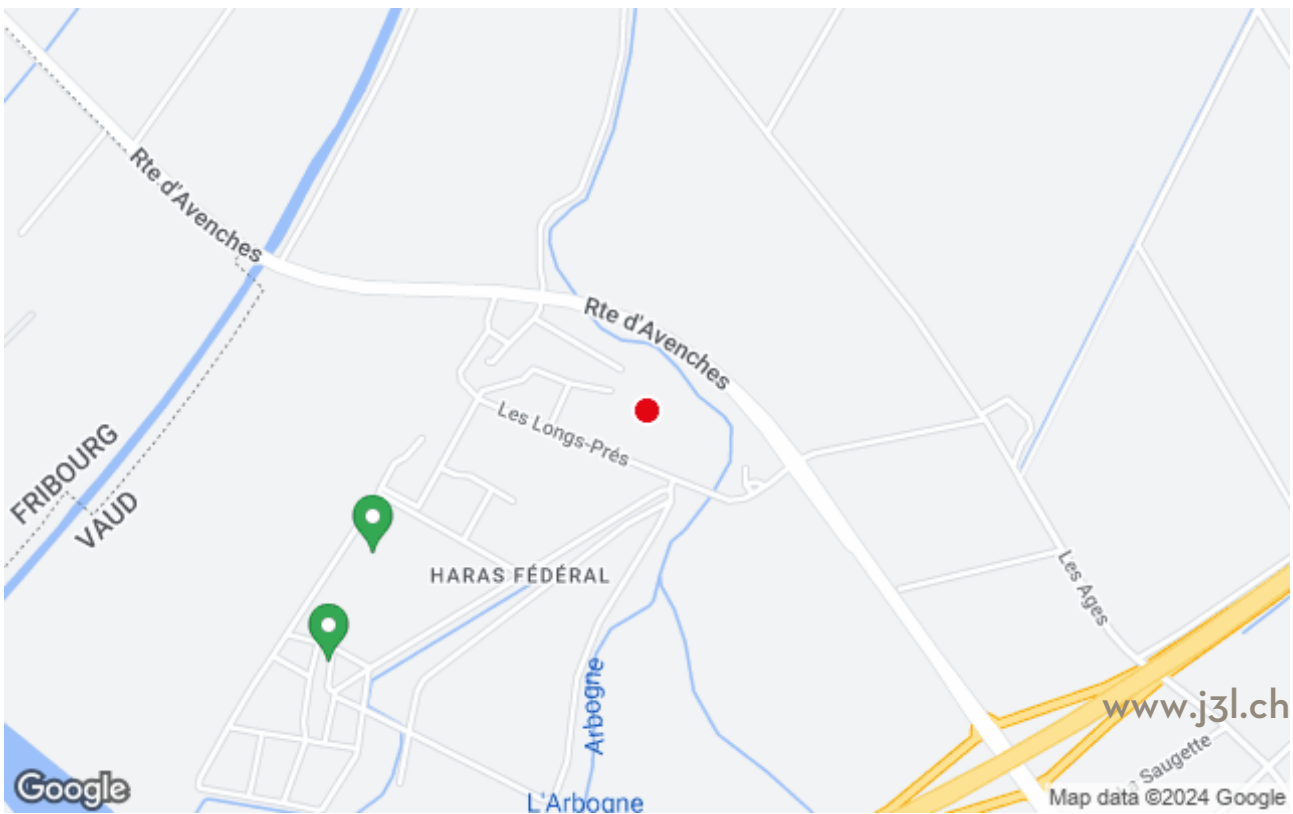 Rte d'Avenches
Rte d'Avenches
Les Longs-Prés
FRIBOURG
VAUD
HARAS FÉDÉRAL
Les Ages
Arbogne
www.j3l.ch
Saugette
Google
L'Arbogne
Map data ©2024 Google